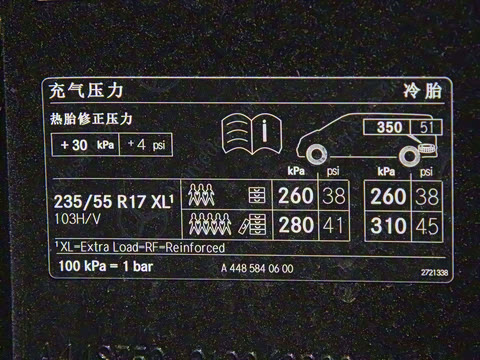 充气压力 冷胎
热胎修正压力
+30 kPa +4 psi
i
350 51
kPa psi kPa psi
235/55 R17 XL¹ 260 38 260 38
103H/V 280 41 310 45
¹XL=Extra Load=RF=Reinforced
100 kPa = 1 bar A 448 584 06 00 2721338